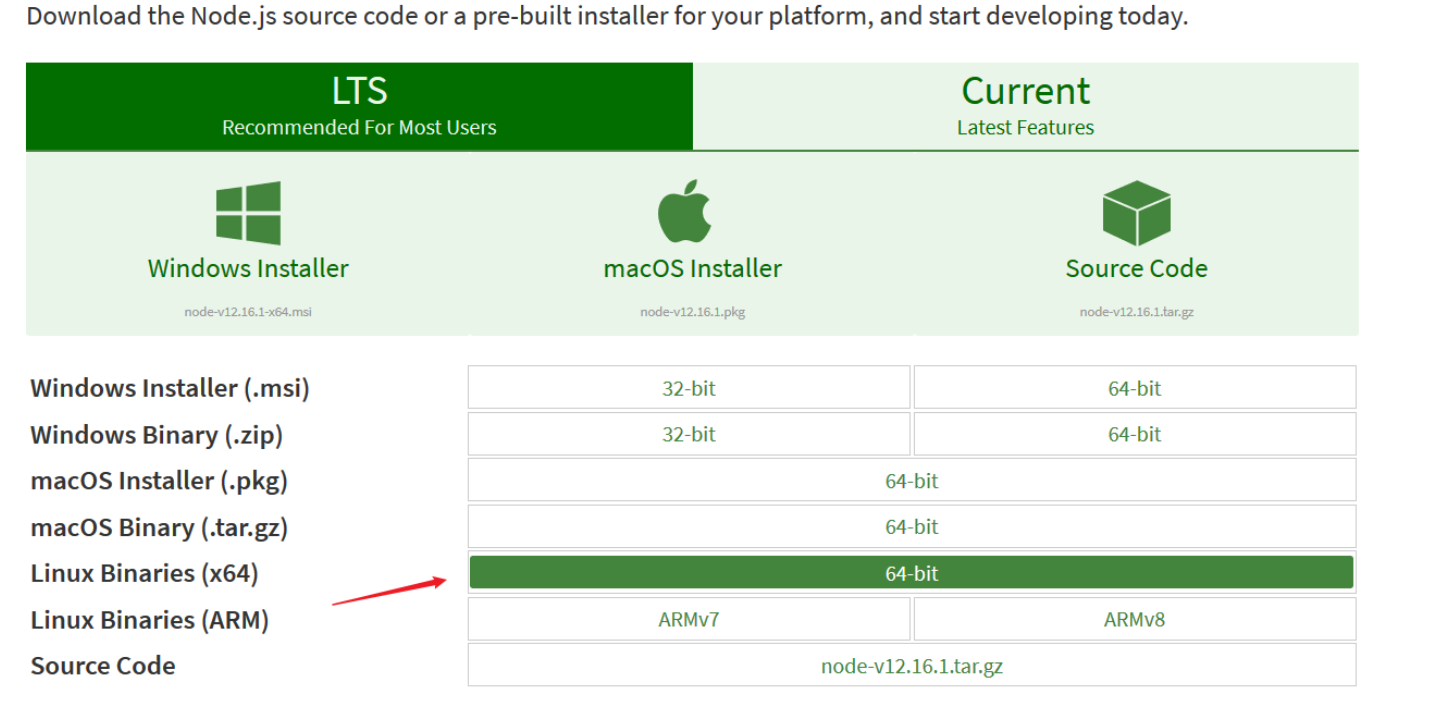 Download the Node.js source code or a pre-built installer for your platform, and start developing today.
LTS
Recommended For Most Users
Current
Latest Features
Windows Installer
node-v12.16.1-x64.msi
macOS Installer
node-v12.16.1.pkg
Source Code
node-v12.16.1.tar.gz
Windows Installer (.msi) 32-bit 64-bit
Windows Binary (.zip) 32-bit 64-bit
macOS Installer (.pkg) 64-bit
macOS Binary (.tar.gz) 64-bit
Linux Binaries (x64) 64-bit
Linux Binaries (ARM) ARMv7 ARMv8
Source Code node-v12.16.1.tar.gz